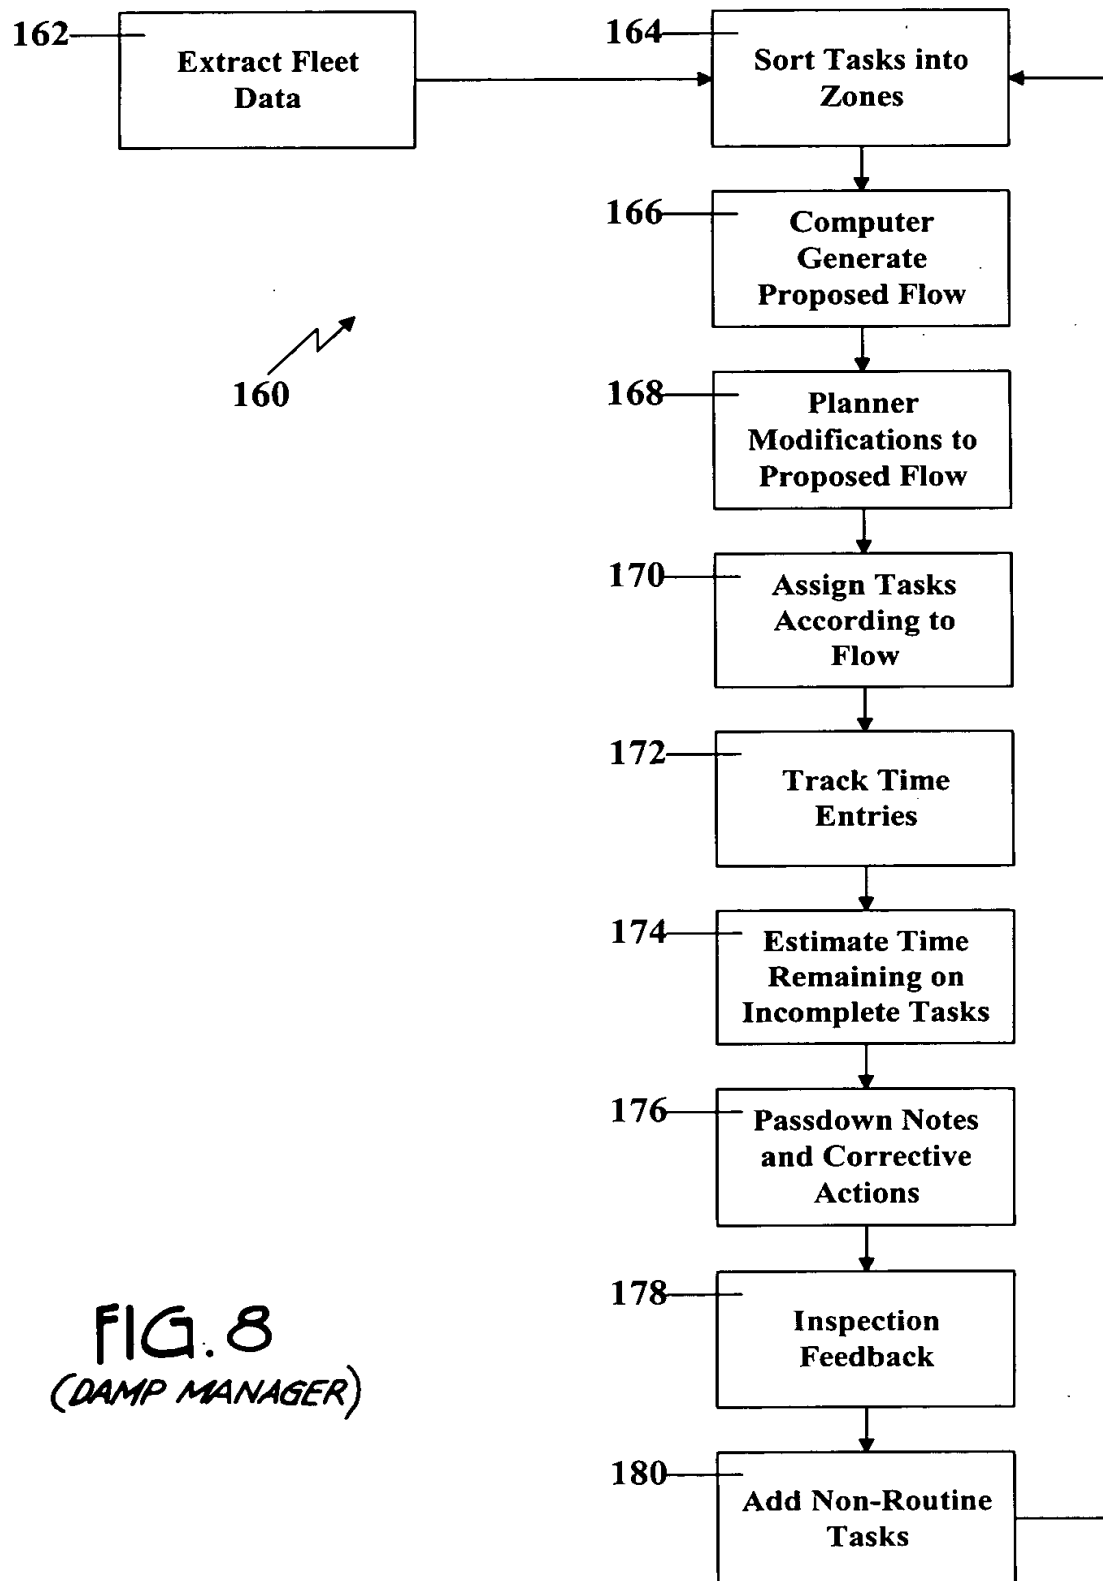 162
Extract Fleet
Data
164
Sort Tasks into
Zones
166
Computer
Generate
Proposed Flow
160
168
Planner
Modifications to
Proposed Flow
170
Assign Tasks
According to
Flow
172
Track Time
Entries
174
Estimate Time
Remaining on
Incomplete Tasks
176
Passdown Notes
and Corrective
Actions
178
Inspection
Feedback
FIG. 8
(DAMP MANAGER)
180
Add Non-Routine
Tasks